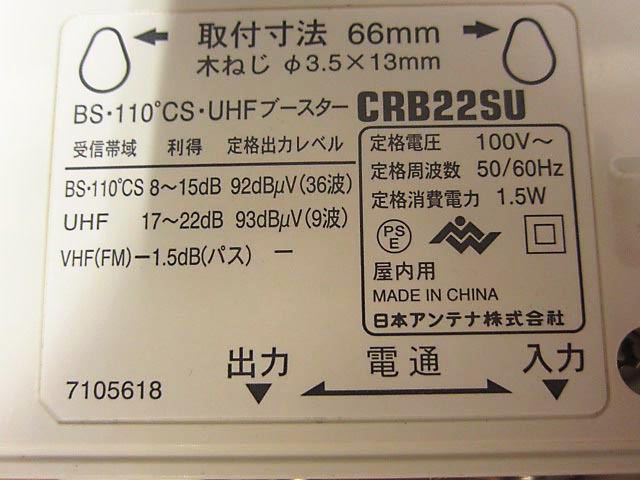 取付寸法 66mm
木ねじ φ3.5×13mm
BS・110°CS・UHFブースター CRB22SU
受信帯域 利得 定格出力レベル
BS・110°CS 8～15dB 92dBμV(36波)
UHF 17～22dB 93dBμV(9波)
VHF(FM) −1.5dB(パス) −
定格電圧 100V～
定格周波数 50/60Hz
定格消費電力 1.5W
PS
E
屋内用
MADE IN CHINA
日本アンテナ株式会社
出力 電通 入力
7105618